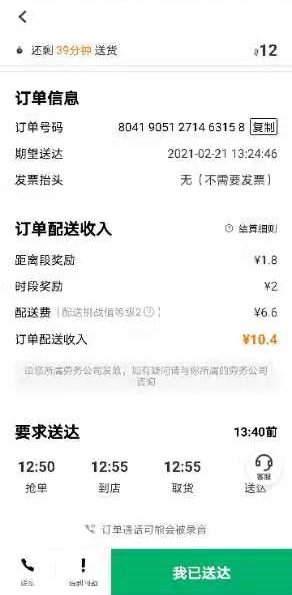 还剩 39分钟 送货
#12
订单信息
订单号码 8041 9051 2714 6315 8 复制
期望送达 2021-02-21 13:24:46
发票抬头 无（不需要发票）
订单配送收入 结算细则
距离段奖励 ¥1.8
时段奖励 ¥2
配送费（配送挑战值等级2） ¥6.6
订单配送收入 ¥10.4
由您所属劳务公司发放，如有疑问请与你所属的劳务公司
咨询
要求送达 13:40前
12:50 12:55 12:55
抢单 到店 取货 送达
客服
订单通话可能会被录音
我已送达